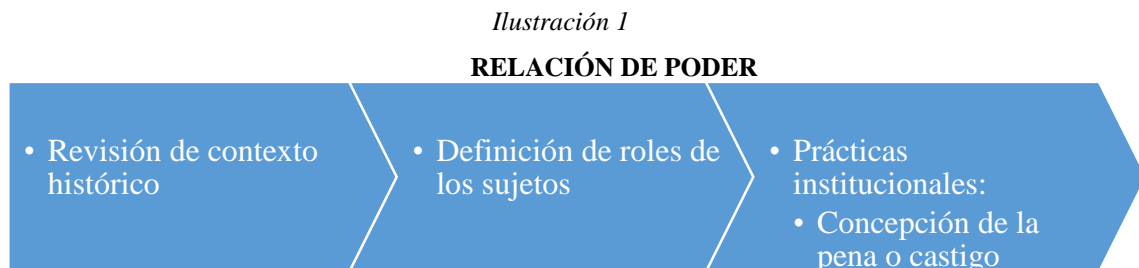 Ilustración 1
RELACIÓN DE PODER
• Revisión de contexto
histórico
• Definición de roles de
los sujetos
• Prácticas
institucionales:
• Concepción de la
pena o castigo